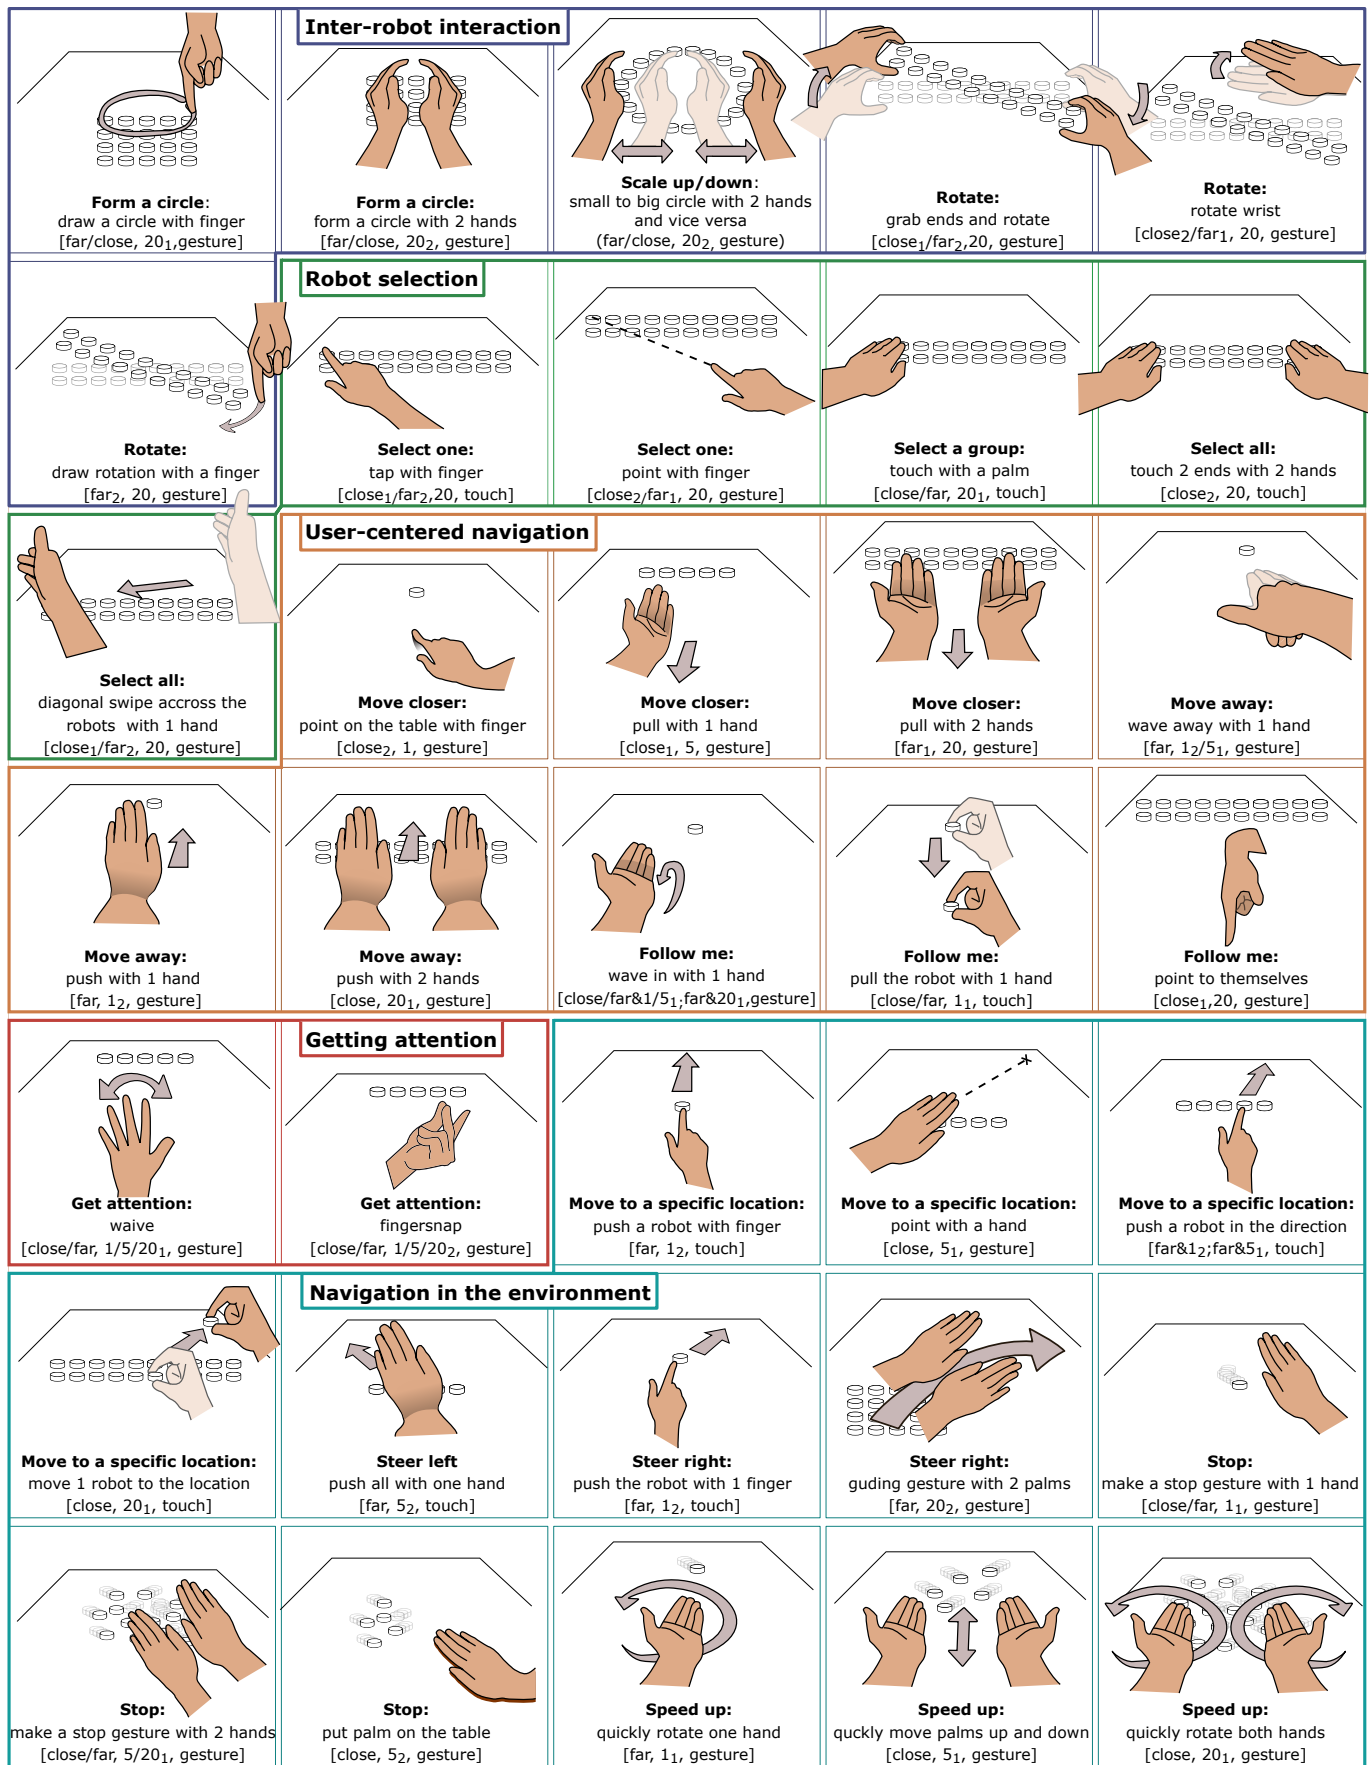 Inter-robot interaction
Form a circle:
draw a circle with finger
[far/close, 20₁,gesture]
Form a circle:
form a circle with 2 hands
[far/close, 20₂, gesture]
Scale up/down:
small to big circle with 2 hands
and vice versa
(far/close, 20₂, gesture)
Rotate:
grab ends and rotate
[close₁/far₂,20, gesture]
Rotate:
rotate wrist
[close₂/far₁, 20, gesture]
Robot selection
Rotate:
draw rotation with a finger
[far₂, 20, gesture]
Select one:
tap with finger
[close₁/far₂,20, touch]
Select one:
point with finger
[close₂/far₁, 20, gesture]
Select a group:
touch with a palm
[close/far, 20₁, touch]
Select all:
touch 2 ends with 2 hands
[close₂, 20, touch]
User-centered navigation
Select all:
diagonal swipe accross the
robots with 1 hand
[close₁/far₂, 20, gesture]
Move closer:
point on the table with finger
[close₂, 1, gesture]
Move closer:
pull with 1 hand
[close₁, 5, gesture]
Move closer:
pull with 2 hands
[far₁, 20, gesture]
Move away:
wave away with 1 hand
[far, 1₂/5₁, gesture]
Move away:
push with 1 hand
[far, 1₂, gesture]
Move away:
push with 2 hands
[close, 20₁, gesture]
Follow me:
wave in with 1 hand
[close/far&1/5₁;far&20₁,gesture]
Follow me:
pull the robot with 1 hand
[close/far, 1₁, touch]
Follow me:
point to themselves
[close₁,20, gesture]
Getting attention
Get attention:
waive
[close/far, 1/5/20₁, gesture]
Get attention:
fingersnap
[close/far, 1/5/20₂, gesture]
Move to a specific location:
push a robot with finger
[far, 1₂, touch]
Move to a specific location:
point with a hand
[close, 5₁, gesture]
Move to a specific location:
push a robot in the direction
[far&1₂;far&5₁, touch]
Navigation in the environment
Move to a specific location:
move 1 robot to the location
[close, 20₁, touch]
Steer left
push all with one hand
[far, 5₂, touch]
Steer right:
push the robot with 1 finger
[far, 1₂, touch]
Steer right:
guding gesture with 2 palms
[far, 20₂, gesture]
Stop:
make a stop gesture with 1 hand
[close/far, 1₁, gesture]
Stop:
make a stop gesture with 2 hands
[close/far, 5/20₁, gesture]
Stop:
put palm on the table
[close, 5₂, gesture]
Speed up:
quickly rotate one hand
[far, 1₁, gesture]
Speed up:
quckly move palms up and down
[close, 5₁, gesture]
Speed up:
quickly rotate both hands
[close, 20₁, gesture]